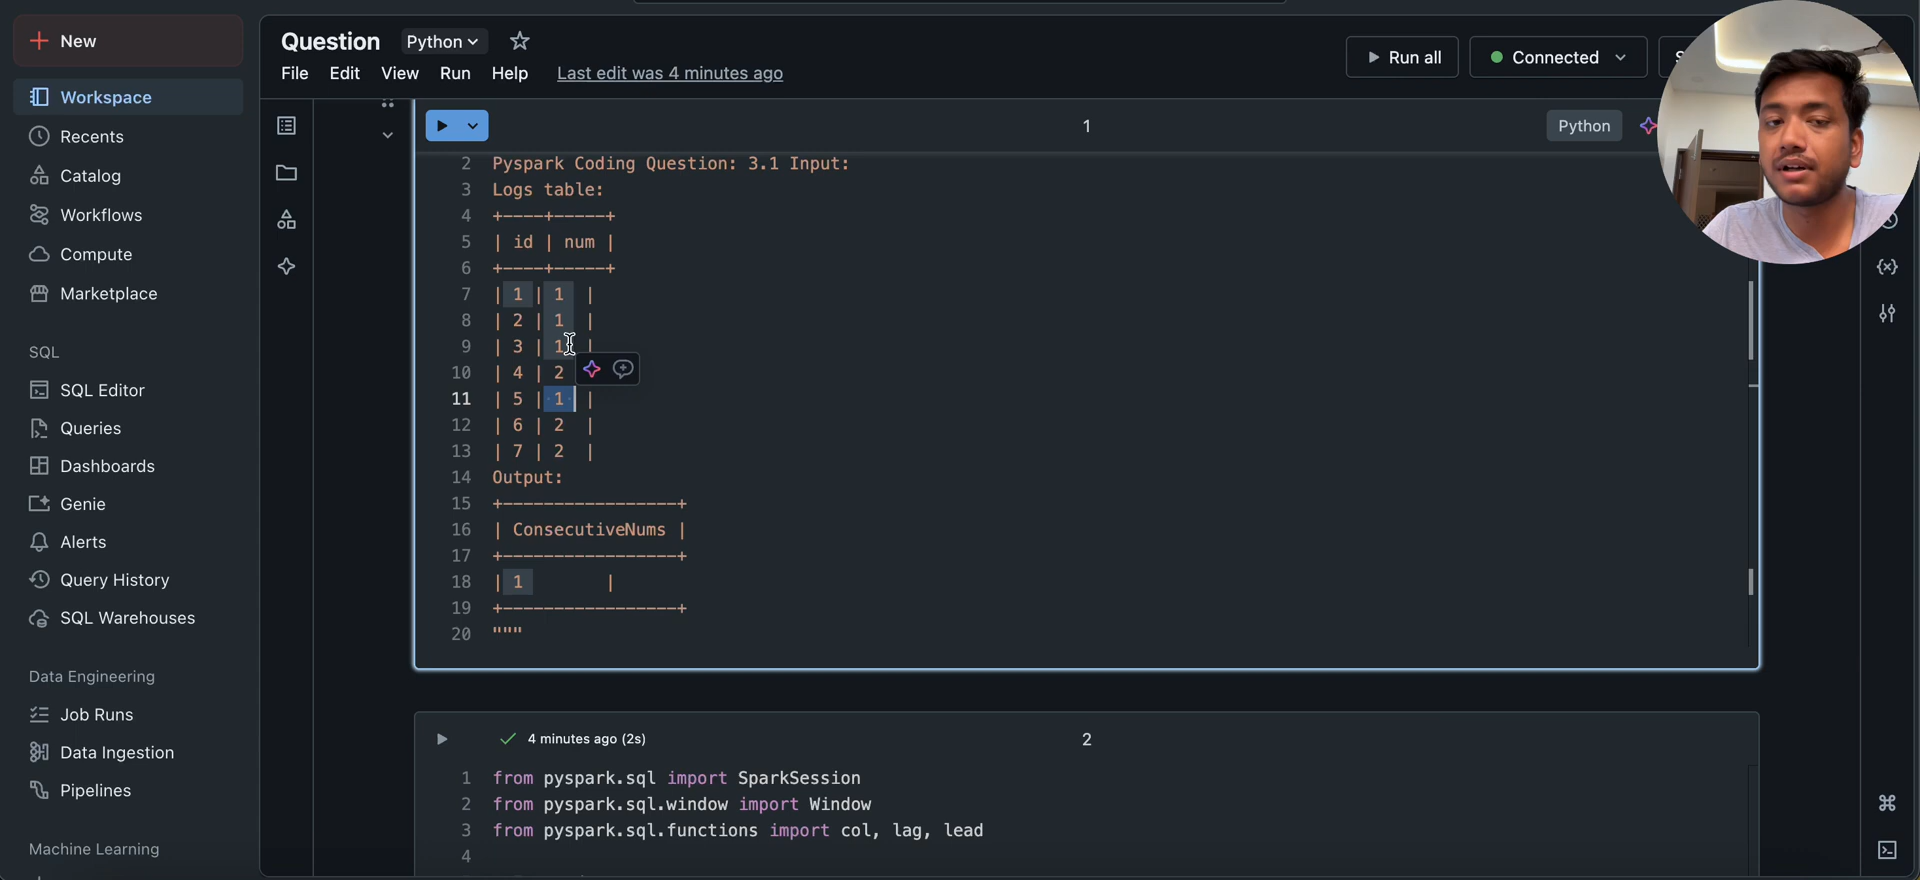 New
Workspace
Recents
Catalog
Workflows
Compute
Marketplace
SQL
SQL Editor
Queries
Dashboards
Genie
Alerts
Query History
SQL Warehouses
Data Engineering
Job Runs
Data Ingestion
Pipelines
Machine Learning
Question Python
File Edit View Run Help Last edit was 4 minutes ago
Run all Connected
1 Python
2 Pyspark Coding Question: 3.1 Input:
3 Logs table:
4 +----+-----+
5 | id | num |
6 +----+-----+
7 | 1 | 1 |
8 | 2 | 1 |
9 | 3 | 1 |
10 | 4 | 2
11 | 5 | 1 |
12 | 6 | 2 |
13 | 7 | 2 |
14 Output:
15 +-----------------+
16 | ConsecutiveNums |
17 +-----------------+
18 | 1 |
19 +-----------------+
20 """
4 minutes ago (2s) 2
1 from pyspark.sql import SparkSession
2 from pyspark.sql.window import Window
3 from pyspark.sql.functions import col, lag, lead
4